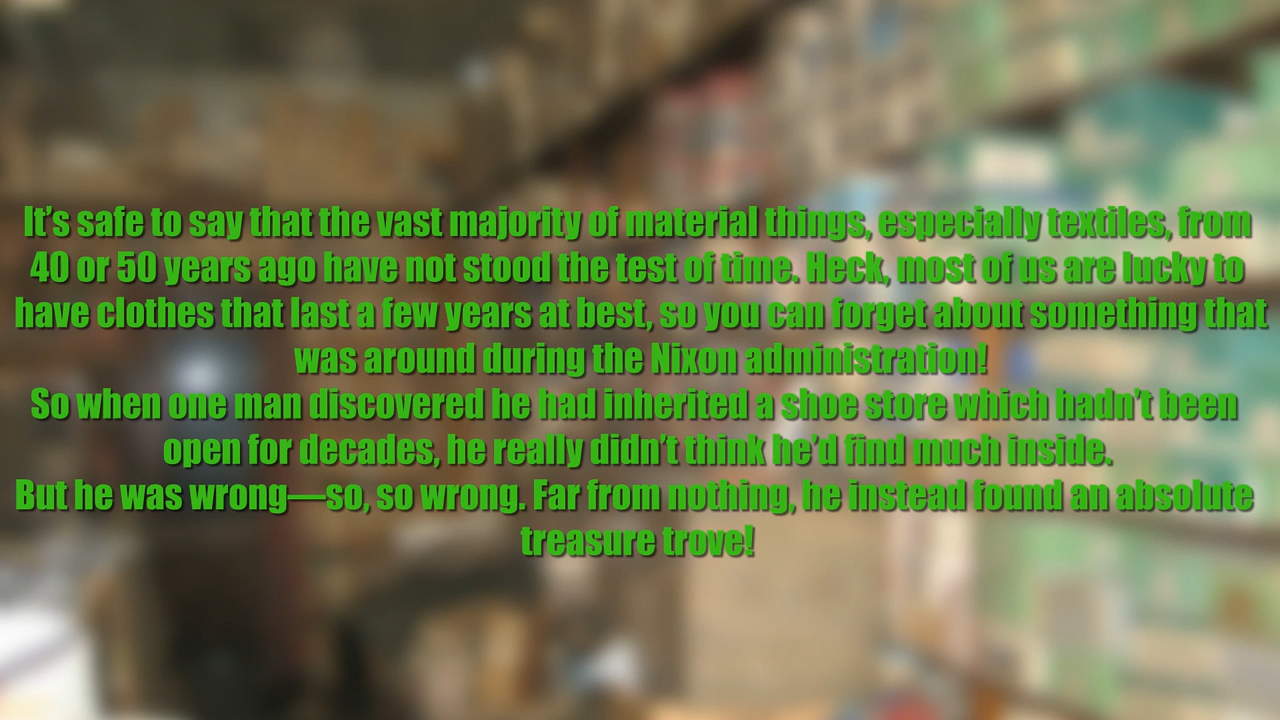 It’s safe to say that the vast majority of material things, especially textiles, from
40 or 50 years ago have not stood the test of time. Heck, most of us are lucky to
have clothes that last a few years at best, so you can forget about something that
was around during the Nixon administration!
So when one man discovered he had inherited a shoe store which hadn’t been
open for decades, he really didn’t think he’d find much inside.
But he was wrong—so, so wrong. Far from nothing, he instead found an absolute
treasure trove!